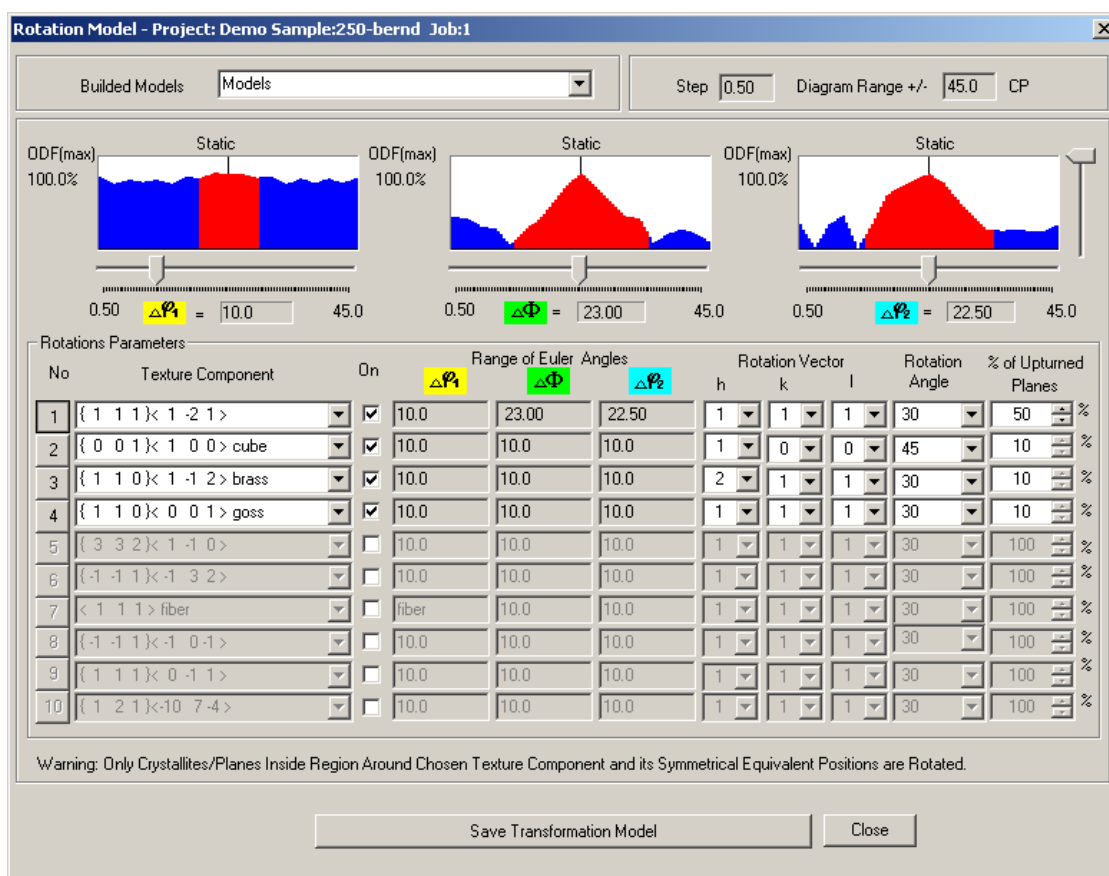 Rotation Model - Project: Demo Sample:250-bernd Job:1
Builded Models Models Step 0.50 Diagram Range +/- 45.0 CP
ODF(max) Static ODF(max) Static ODF(max) Static
100.0% 100.0% 100.0%
0.50 △φ1 = 10.0 45.0 0.50 △Φ = 23.00 45.0 0.50 △φ2 = 22.50 45.0
Rotations Parameters
No Texture Component On Range of Euler Angles Rotation Vector Rotation Angle % of Upturned Planes
△φ1 △Φ △φ2 h k l
1 { 1 1 1}< 1 -2 1 > 10.0 23.00 22.50 1 1 1 30 50 %
2 { 0 0 1}< 1 0 0 > cube 10.0 10.0 10.0 1 0 0 45 10 %
3 { 1 1 0}< 1 -1 2 > brass 10.0 10.0 10.0 2 1 1 30 10 %
4 { 1 1 0}< 0 0 1 > goss 10.0 10.0 10.0 1 1 1 30 10 %
5 { 3 3 2}< 1 -1 0 > 10.0 10.0 10.0 1 1 1 30 100 %
6 { -1 -1 1}< -1 3 2 > 10.0 10.0 10.0 1 1 1 30 100 %
7 < 1 1 1 > fiber fiber 10.0 10.0 1 1 1 30 100 %
8 { -1 -1 1}< -1 0 -1 > 10.0 10.0 10.0 1 1 1 30 100 %
9 { 1 1 1}< 0 -1 1 > 10.0 10.0 10.0 1 1 1 30 100 %
10 { 1 2 1}<-10 7 -4 > 10.0 10.0 10.0 1 1 1 30 100 %
Warning: Only Crystallites/Planes Inside Region Around Chosen Texture Component and its Symmetrical Equivalent Positions are Rotated.
Save Transformation Model Close